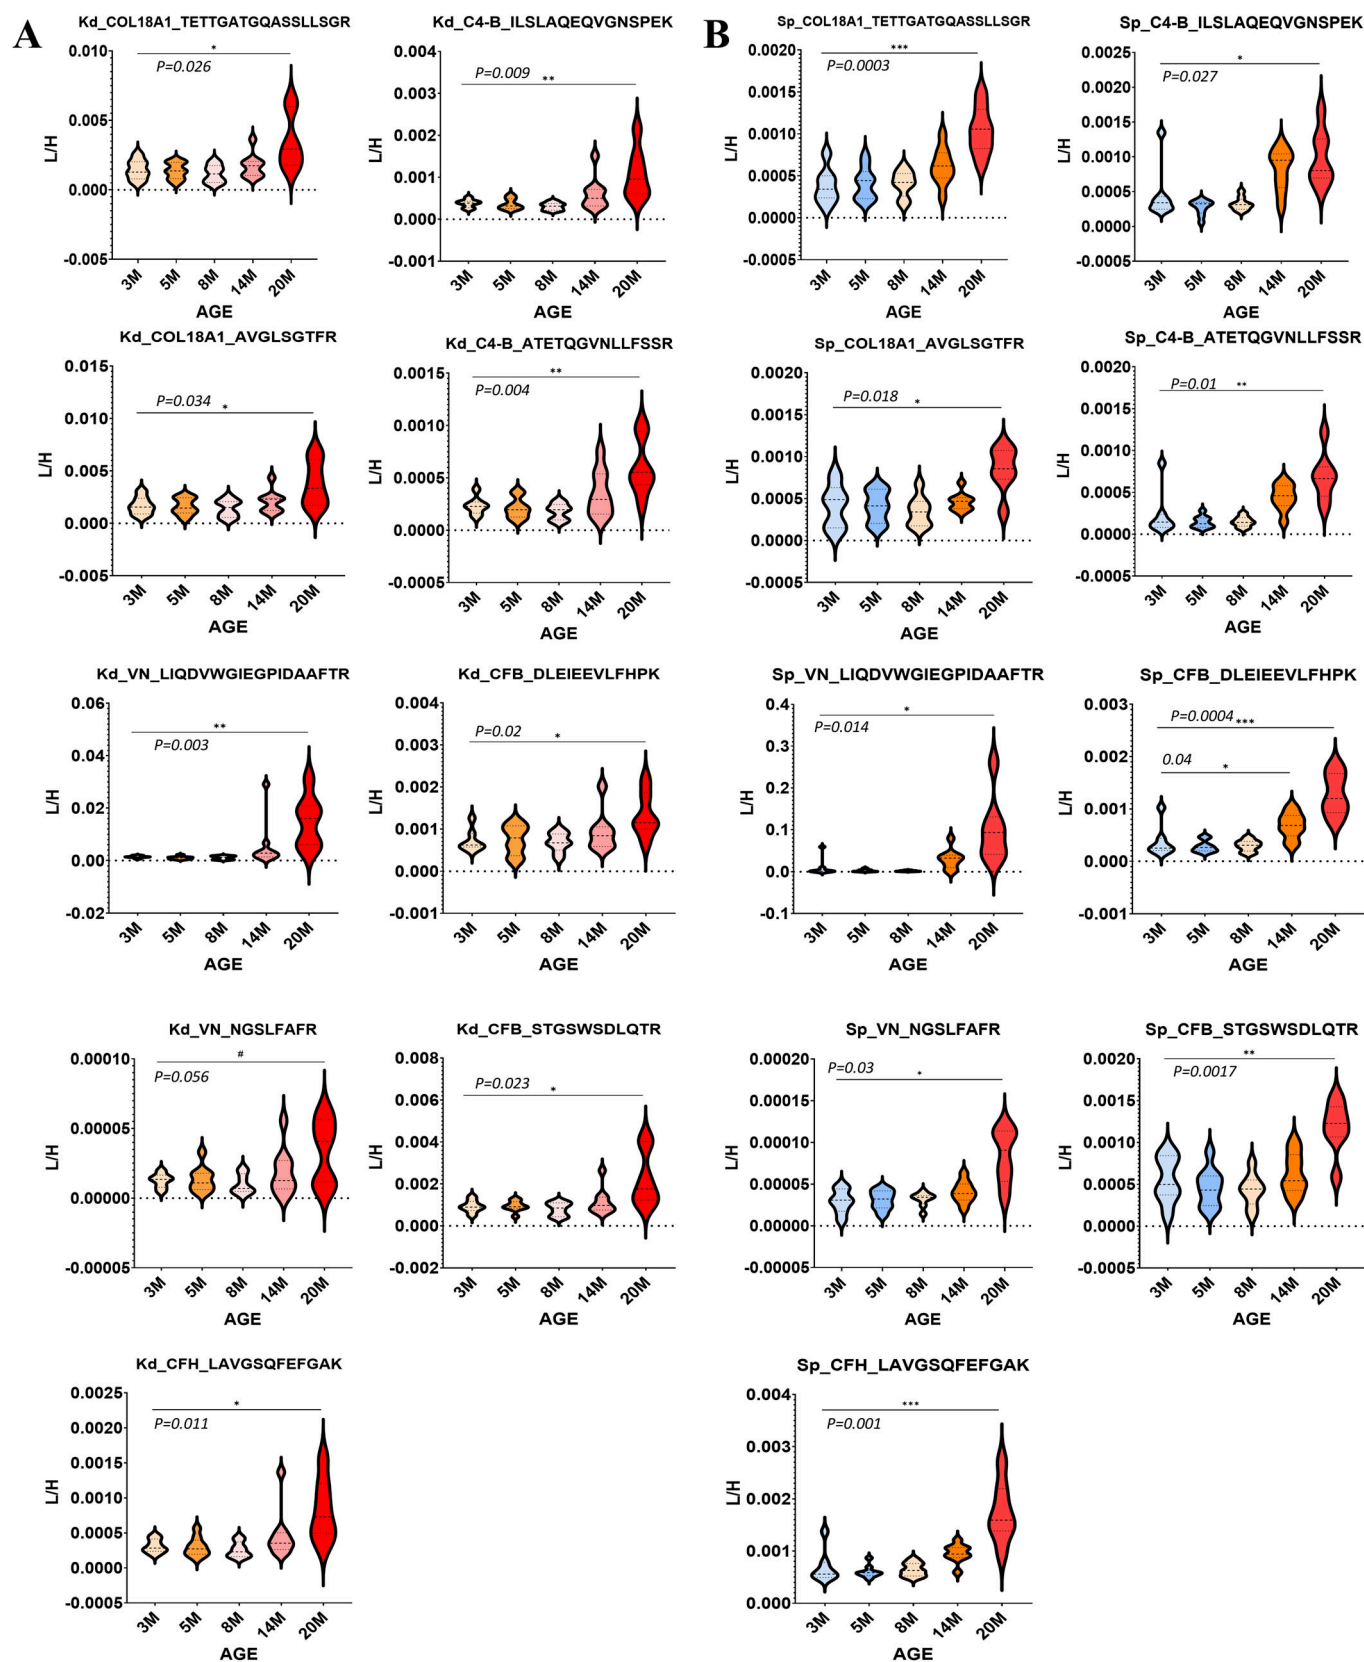 A
Kd_COL18A1_TETTGATGQASSLLSGR
0.010
0.005
0.000
-0.005
L/H
*
P=0.026
3M 5M 8M 14M 20M
AGE
Kd_C4-B_ILSLAQEQVGNSPEK
0.004
0.003
0.002
0.001
0.000
-0.001
L/H
P=0.009
**
3M 5M 8M 14M 20M
AGE
B
Sp_COL18A1_TETTGATGQASSLLSGR
0.0020
0.0015
0.0010
0.0005
0.0000
-0.0005
L/H
***
P=0.0003
3M 5M 8M 14M 20M
AGE
Sp_C4-B_ILSLAQEQVGNSPEK
0.0025
0.0020
0.0015
0.0010
0.0005
0.0000
-0.0005
L/H
*
P=0.027
3M 5M 8M 14M 20M
AGE
Kd_COL18A1_AVGLSGTFR
0.015
0.010
0.005
0.000
-0.005
L/H
P=0.034
*
3M 5M 8M 14M 20M
AGE
Kd_C4-B_ATETQGVNLLFSSR
0.0015
0.0010
0.0005
0.0000
-0.0005
L/H
**
P=0.004
3M 5M 8M 14M 20M
AGE
Sp_COL18A1_AVGLSGTFR
0.0020
0.0015
0.0010
0.0005
0.0000
-0.0005
L/H
P=0.018
*
3M 5M 8M 14M 20M
AGE
Sp_C4-B_ATETQGVNLLFSSR
0.0020
0.0015
0.0010
0.0005
0.0000
-0.0005
L/H
P=0.01
**
3M 5M 8M 14M 20M
AGE
Kd_VN_LIQDVWGIEGPIDAAFTR
0.06
0.04
0.02
0.00
-0.02
L/H
**
P=0.003
3M 5M 8M 14M 20M
AGE
Kd_CFB_DLEIEEVLFHPK
0.004
0.003
0.002
0.001
0.000
-0.001
L/H
P=0.02
*
3M 5M 8M 14M 20M
AGE
Sp_VN_LIQDVWGIEGPIDAAFTR
0.4
0.3
0.2
0.1
0.0
-0.1
L/H
*
P=0.014
3M 5M 8M 14M 20M
AGE
Sp_CFB_DLEIEEVLFHPK
0.003
0.002
0.001
0.000
-0.001
L/H
P=0.0004
***
0.04
*
3M 5M 8M 14M 20M
AGE
Kd_VN_NGSLFAFR
0.00010
0.00005
0.00000
-0.00005
L/H
#
P=0.056
3M 5M 8M 14M 20M
AGE
Kd_CFB_STGSWSDLQTR
0.008
0.006
0.004
0.002
0.000
-0.002
L/H
P=0.023
*
3M 5M 8M 14M 20M
AGE
Sp_VN_NGSLFAFR
0.00020
0.00015
0.00010
0.00005
0.00000
-0.00005
L/H
P=0.03
*
3M 5M 8M 14M 20M
AGE
Sp_CFB_STGSWSDLQTR
0.0020
0.0015
0.0010
0.0005
0.0000
-0.0005
L/H
**
P=0.0017
3M 5M 8M 14M 20M
AGE
Kd_CFH_LAVGSQFEFGAK
0.0025
0.0020
0.0015
0.0010
0.0005
0.0000
-0.0005
L/H
*
P=0.011
3M 5M 8M 14M 20M
AGE
Sp_CFH_LAVGSQFEFGAK
0.004
0.003
0.002
0.001
0.000
L/H
***
P=0.001
3M 5M 8M 14M 20M
AGE